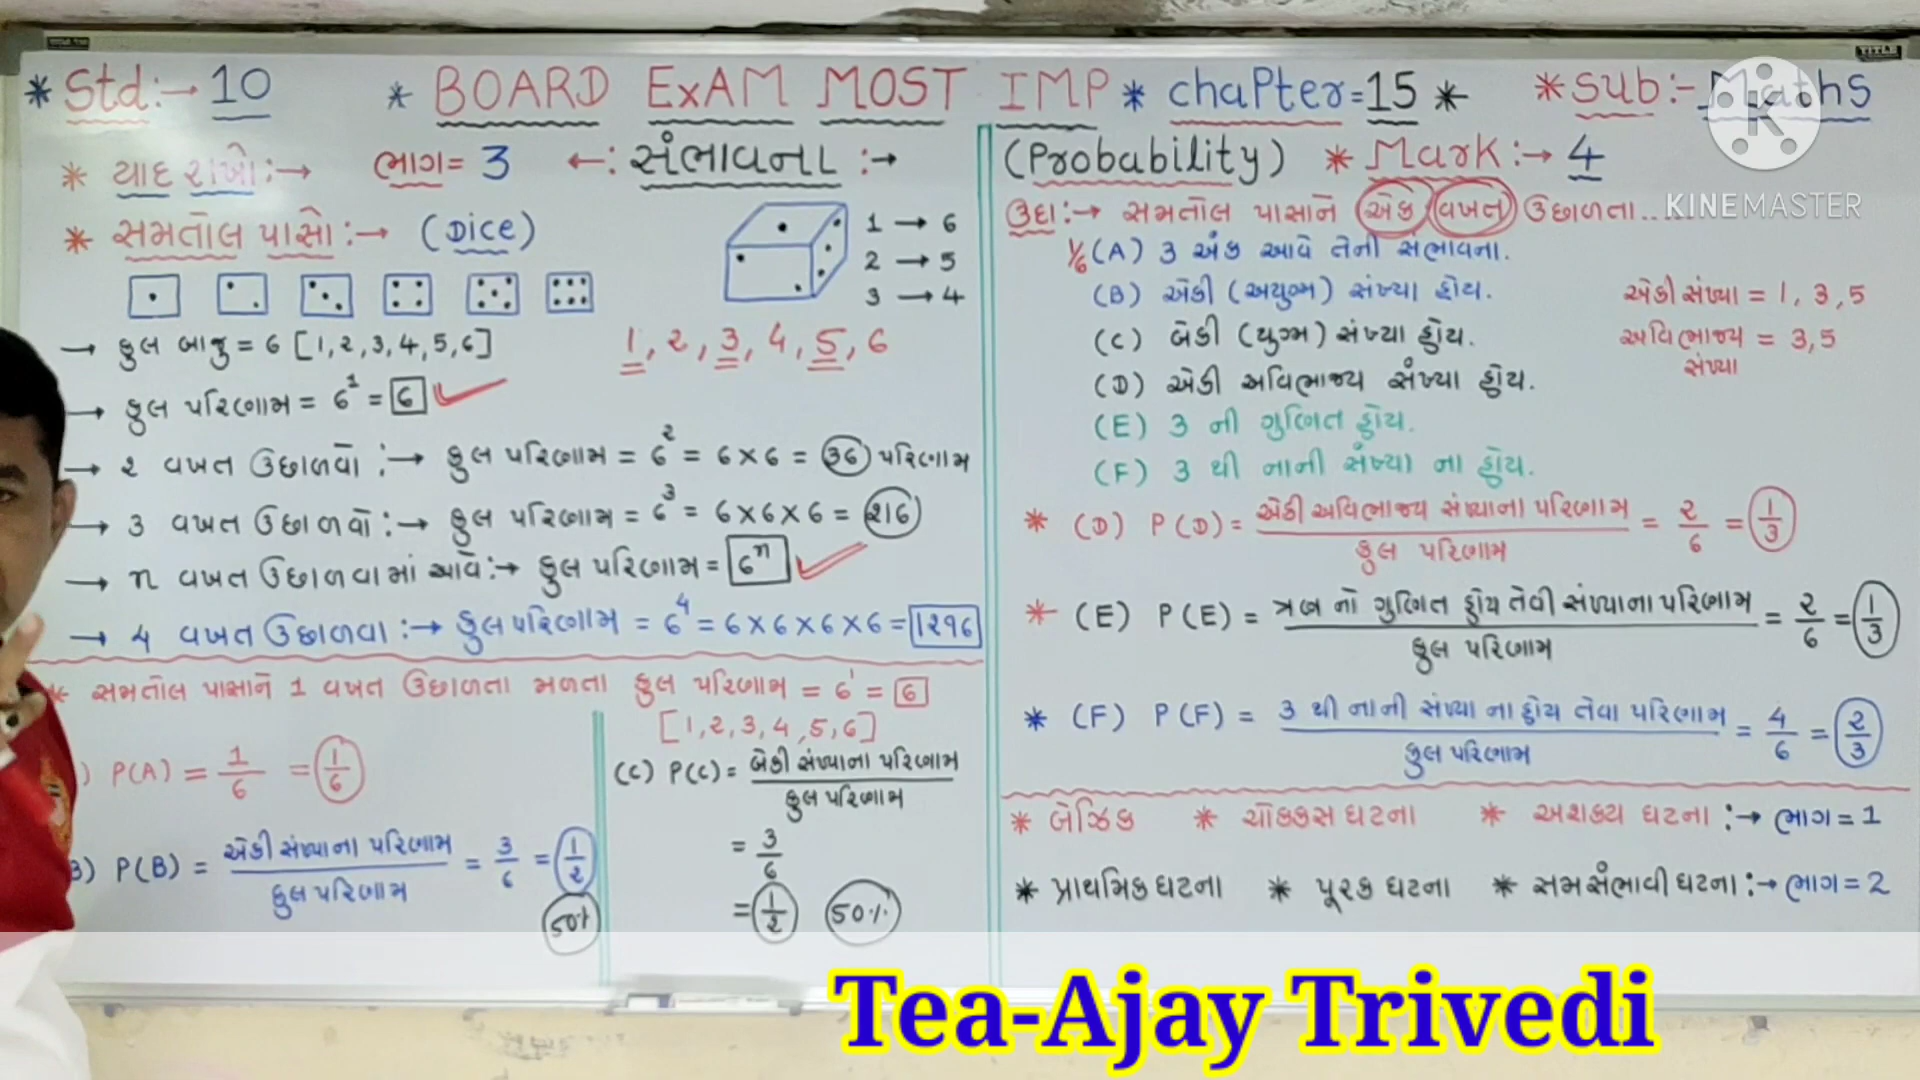 * Std:→ 10 * BOARD ExAM MOST IMP * chaPter=15 * * sub:- Maths
* યાદ રાખો:→ ભાગ= 3 ←: સંભાવના :→ (Probability) * Mark:→ 4
KINEMASTER
* સમતોલ પાસો:→ (Dice)
1 → 6
2 → 5
3 → 4
→ કુલ બાજુ = 6 [1,2,3,4,5,6]
1, 2, 3, 4, 5, 6
→ કુલ પરિણામ = 6¹ = 6
→ ૨ વખત ઉછાળવો :→ કુલ પરિણામ = 6² = 6×6 = 36 પરિણામ
→ 3 વખત ઉછાળવો:→ કુલ પરિણામ = 6³ = 6×6×6 = 216
→ n વખત ઉછાળવામાં આવે:→ કુલ પરિણામ = 6ⁿ
→ 4 વખત ઉછાળવા:→ કુલ પરિણામ = 6⁴ = 6×6×6×6 = 1296
* સમતોલ પાસાને 1 વખત ઉછાળતા મળતા કુલ પરિણામ = 6¹ = 6
[1,2,3,4,5,6]
) P(A) = 1/6 = 1/6
B) P(B) = એકી સંખ્યાના પરિણામ / કુલ પરિણામ = 3/6 = 1/2
50%
(C) P(C) = બેકી સંખ્યાના પરિણામ / કુલ પરિણામ
= 3/6
= 1/2 50%
ઉદા:→ સમતોલ પાસાને એક વખત ઉછાળતા.....
1/6 (A) 3 અંક આવે તેની સંભાવના.
(B) એકી (અયુગ્મ) સંખ્યા હોય.
(C) બેકી (યુગ્મ) સંખ્યા હોય.
(D) એકી અવિભાજ્ય સંખ્યા હોય.
(E) 3 ની ગુણિત હોય.
(F) 3 થી નાની સંખ્યા ના હોય.
એકી સંખ્યા = 1, 3, 5
અવિભાજ્ય = 3, 5
સંખ્યા
* (D) P(D) = એકી અવિભાજ્ય સંખ્યાના પરિણામ / કુલ પરિણામ = 2/6 = 1/3
* (E) P(E) = ત્રણ નો ગુણિત હોય તેવી સંખ્યાના પરિણામ / કુલ પરિણામ = 2/6 = 1/3
* (F) P(F) = 3 થી નાની સંખ્યા ના હોય તેવા પરિણામ / કુલ પરિણામ = 4/6 = 2/3
* બેઝિક * ચોક્કસ ઘટના * અશક્ય ઘટના :→ ભાગ = 1
* પ્રાથમિક ઘટના * પૂરક ઘટના * સમસંભાવી ઘટના :→ ભાગ = 2
Tea-Ajay Trivedi